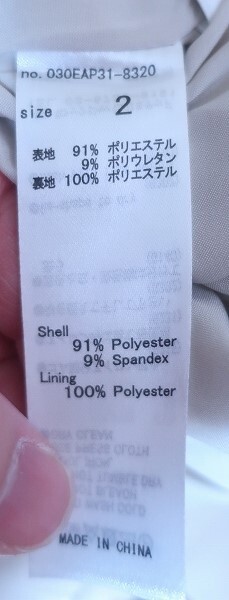 no. 030EAP31-8320
size 2
表地 91% ポリエステル
9% ポリウレタン
裏地 100% ポリエステル
Shell
91% Polyester
9% Spandex
Lining
100% Polyester
MADE IN CHINA